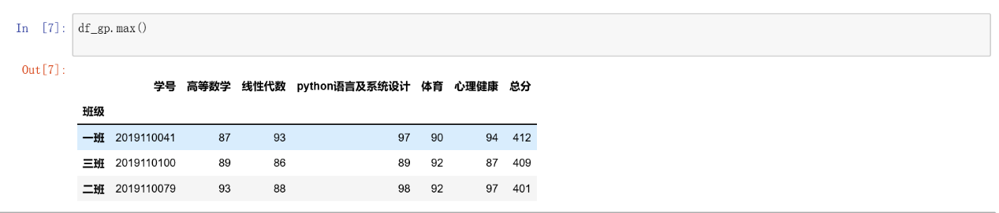 In [7]: df_gp.max()
Out[7]:
学号 高等数学 线性代数 python语言及系统设计 体育 心理健康 总分
班级
一班 2019110041 87 93 97 90 94 412
三班 2019110100 89 86 89 92 87 409
二班 2019110079 93 88 98 92 97 401